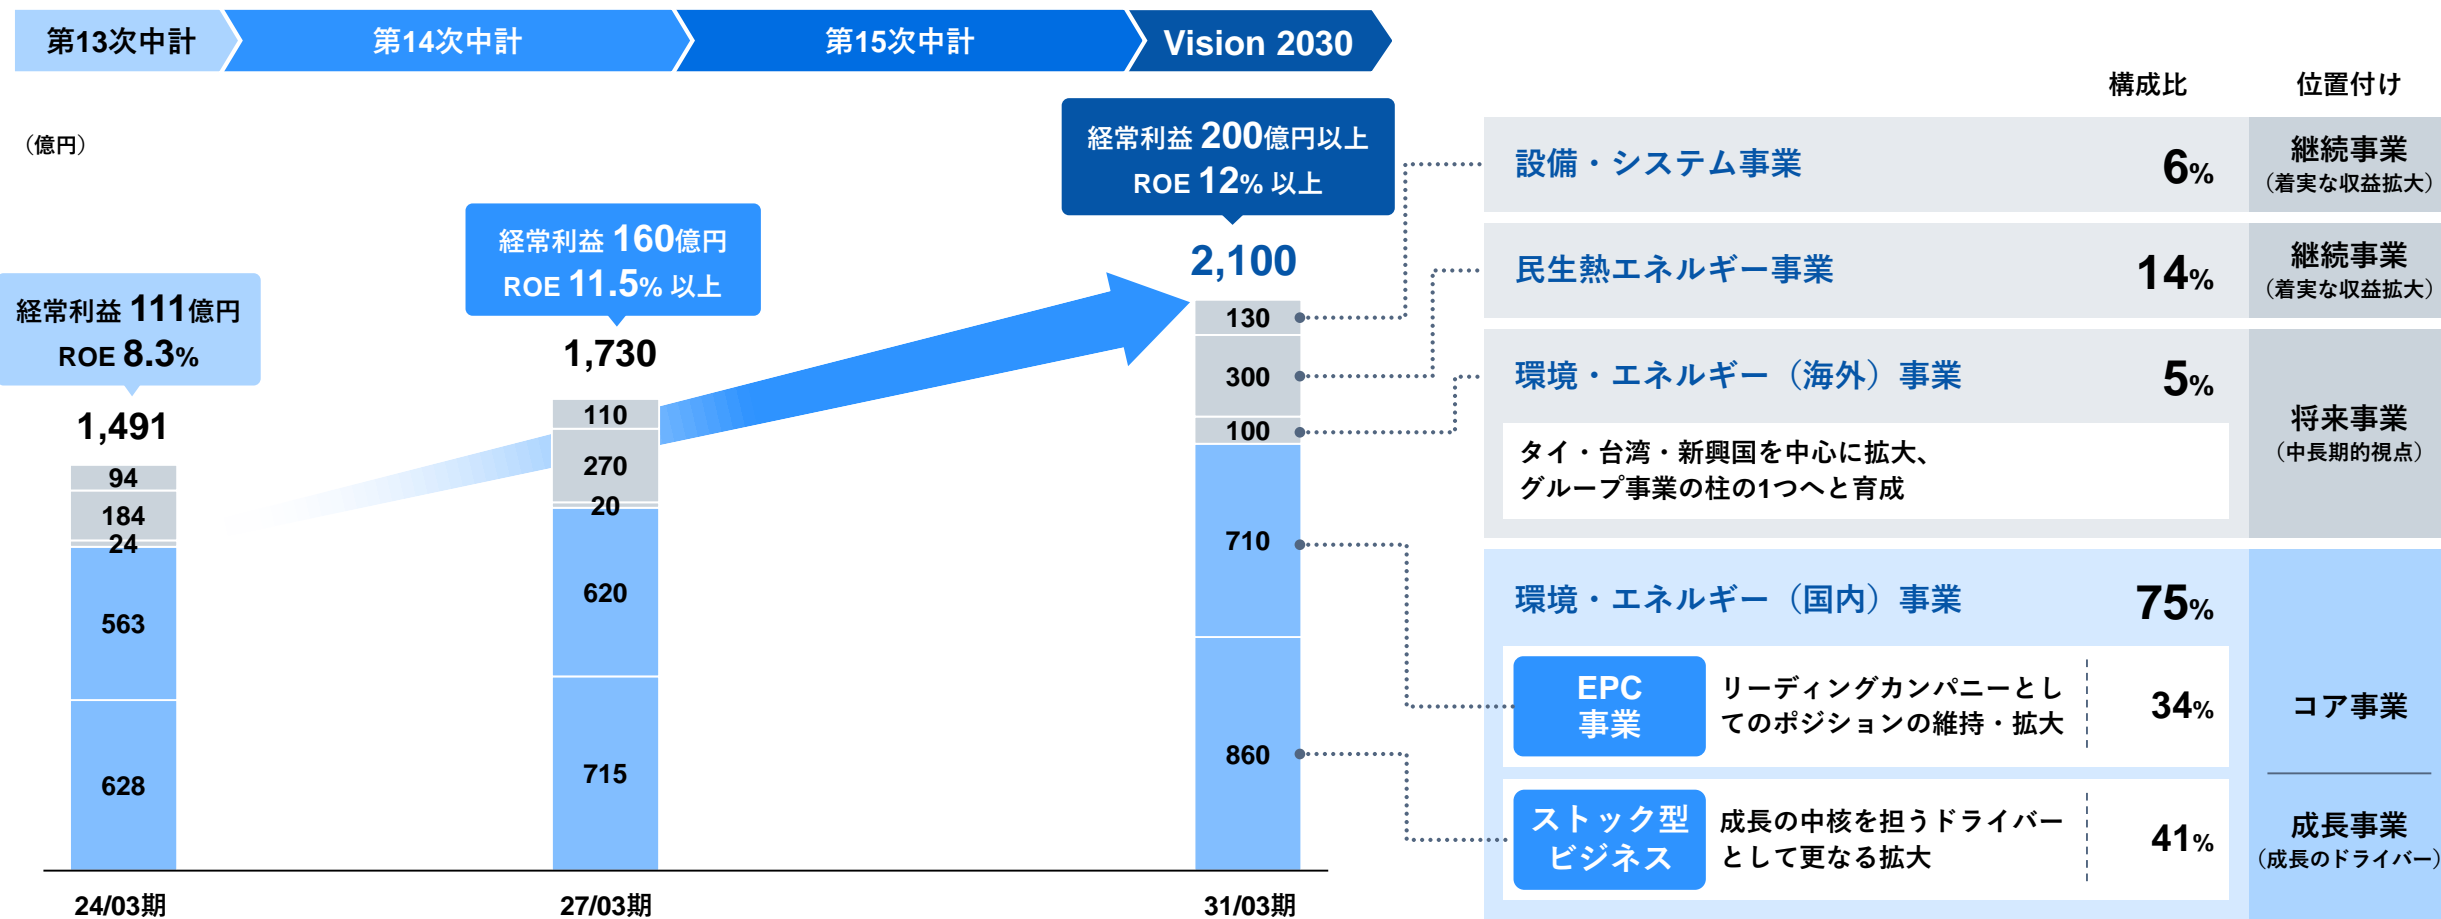 第13次中計
第14次中計
第15次中計
Vision 2030
（億円）
経常利益 111億円
ROE 8.3%
1,491
94
184
24
563
628
24/03期
経常利益 160億円
ROE 11.5% 以上
1,730
110
270
20
620
715
27/03期
経常利益 200億円以上
ROE 12% 以上
2,100
130
300
100
710
860
31/03期
構成比
位置付け
設備・システム事業
6%
継続事業
（着実な収益拡大）
民生熱エネルギー事業
14%
継続事業
（着実な収益拡大）
環境・エネルギー（海外）事業
5%
タイ・台湾・新興国を中心に拡大、
グループ事業の柱の1つへと育成
将来事業
（中長期的視点）
環境・エネルギー（国内）事業
75%
EPC
事業
リーディングカンパニーとし
てのポジションの維持・拡大
34%
コア事業
ストック型
ビジネス
成長の中核を担うドライバー
として更なる拡大
41%
成長事業
（成長のドライバー）